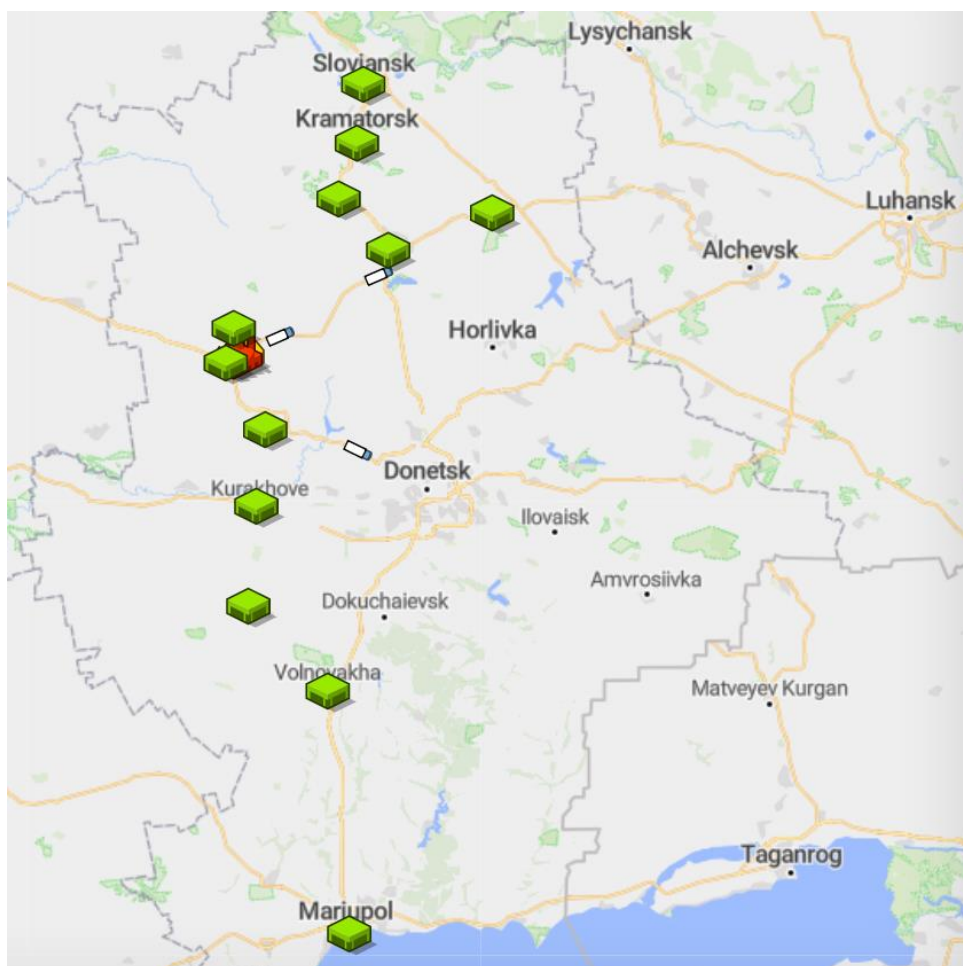 Lysychansk
Sloviansk
Kramatorsk
Luhansk
Alchevsk
Horlivka
Donetsk
Kurakhove
Ilovaisk
Amvrosiivka
Dokuchaievsk
Volnovakha
Matveyev Kurgan
Taganrog
Mariupol